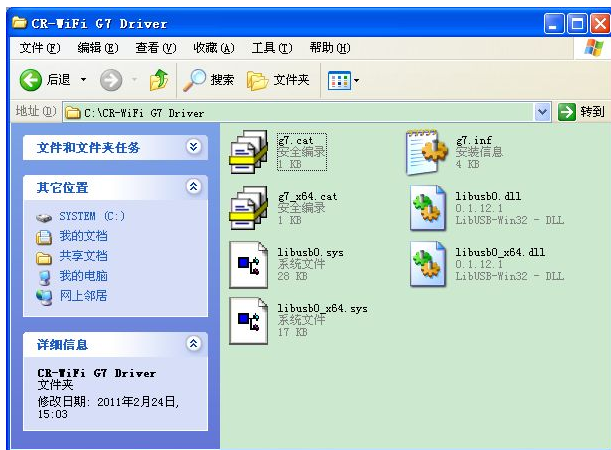 CR-WiFi G7 Driver
文件(F) 编辑(E) 查看(V) 收藏(A) 工具(T) 帮助(H)
后退 搜索 文件夹
地址(D) C:\CR-WiFi G7 Driver 转到
文件和文件夹任务
其它位置
SYSTEM (C:)
我的文档
共享文档
我的电脑
网上邻居
详细信息
CR-WiFi G7 Driver
文件夹
修改日期: 2011年2月24日,
15:03
g7.cat
安全编录
1 KB
g7.inf
安装信息
4 KB
g7_x64.cat
安全编录
1 KB
libusb0.dll
0.1.12.1
LibUSB-Win32 - DLL
libusb0.sys
系统文件
28 KB
libusb0_x64.dll
0.1.12.1
LibUSB-Win32 - DLL
libusb0_x64.sys
系统文件
17 KB